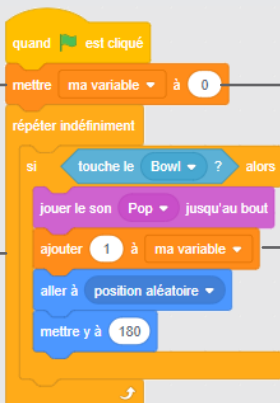 quand est cliqué
mettre ma variable à 0
répéter indéfiniment
si touche le Bowl ? alors
jouer le son Pop jusqu'au bout
ajouter 1 à ma variable
aller à position aléatoire
mettre y à 180